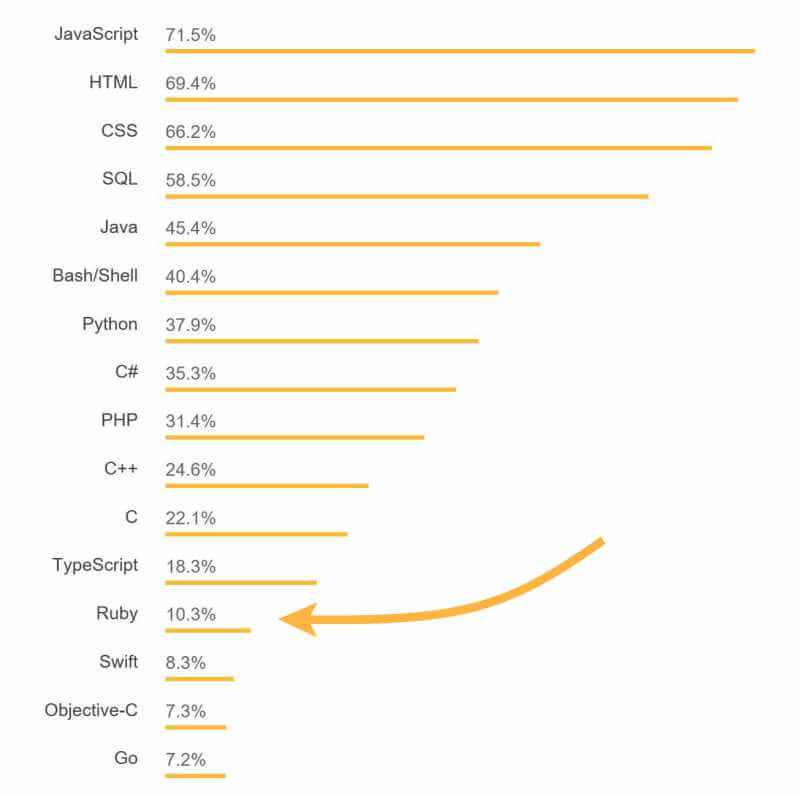 JavaScript 71.5%
HTML 69.4%
CSS 66.2%
SQL 58.5%
Java 45.4%
Bash/Shell 40.4%
Python 37.9%
C# 35.3%
PHP 31.4%
C++ 24.6%
C 22.1%
TypeScript 18.3%
Ruby 10.3%
Swift 8.3%
Objective-C 7.3%
Go 7.2%